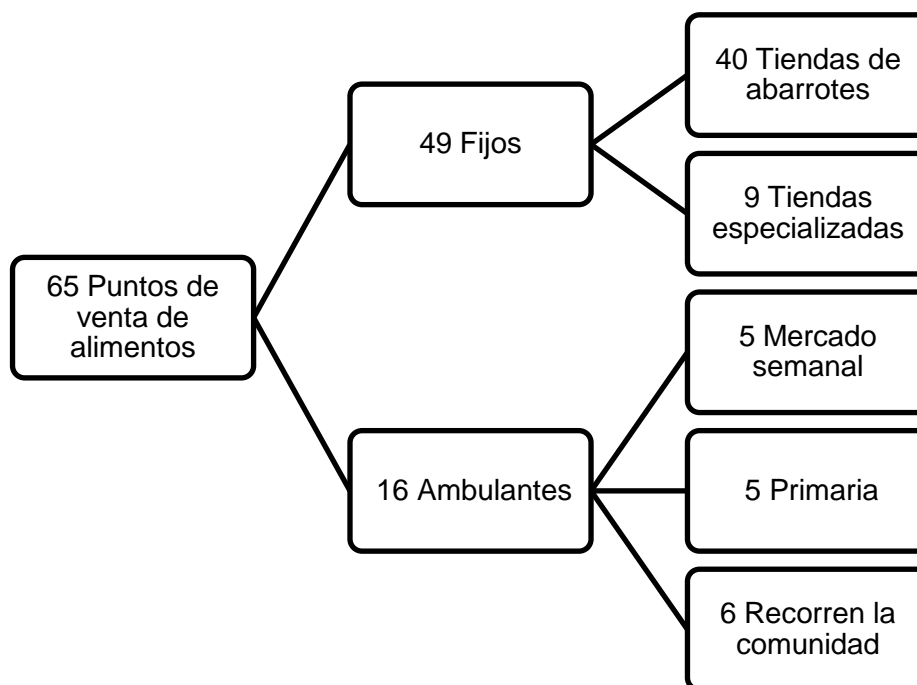 40 Tiendas de
abarrotes
49 Fijos
9 Tiendas
especializadas
65 Puntos de
venta de
alimentos
5 Mercado
semanal
16 Ambulantes
5 Primaria
6 Recorren la
comunidad